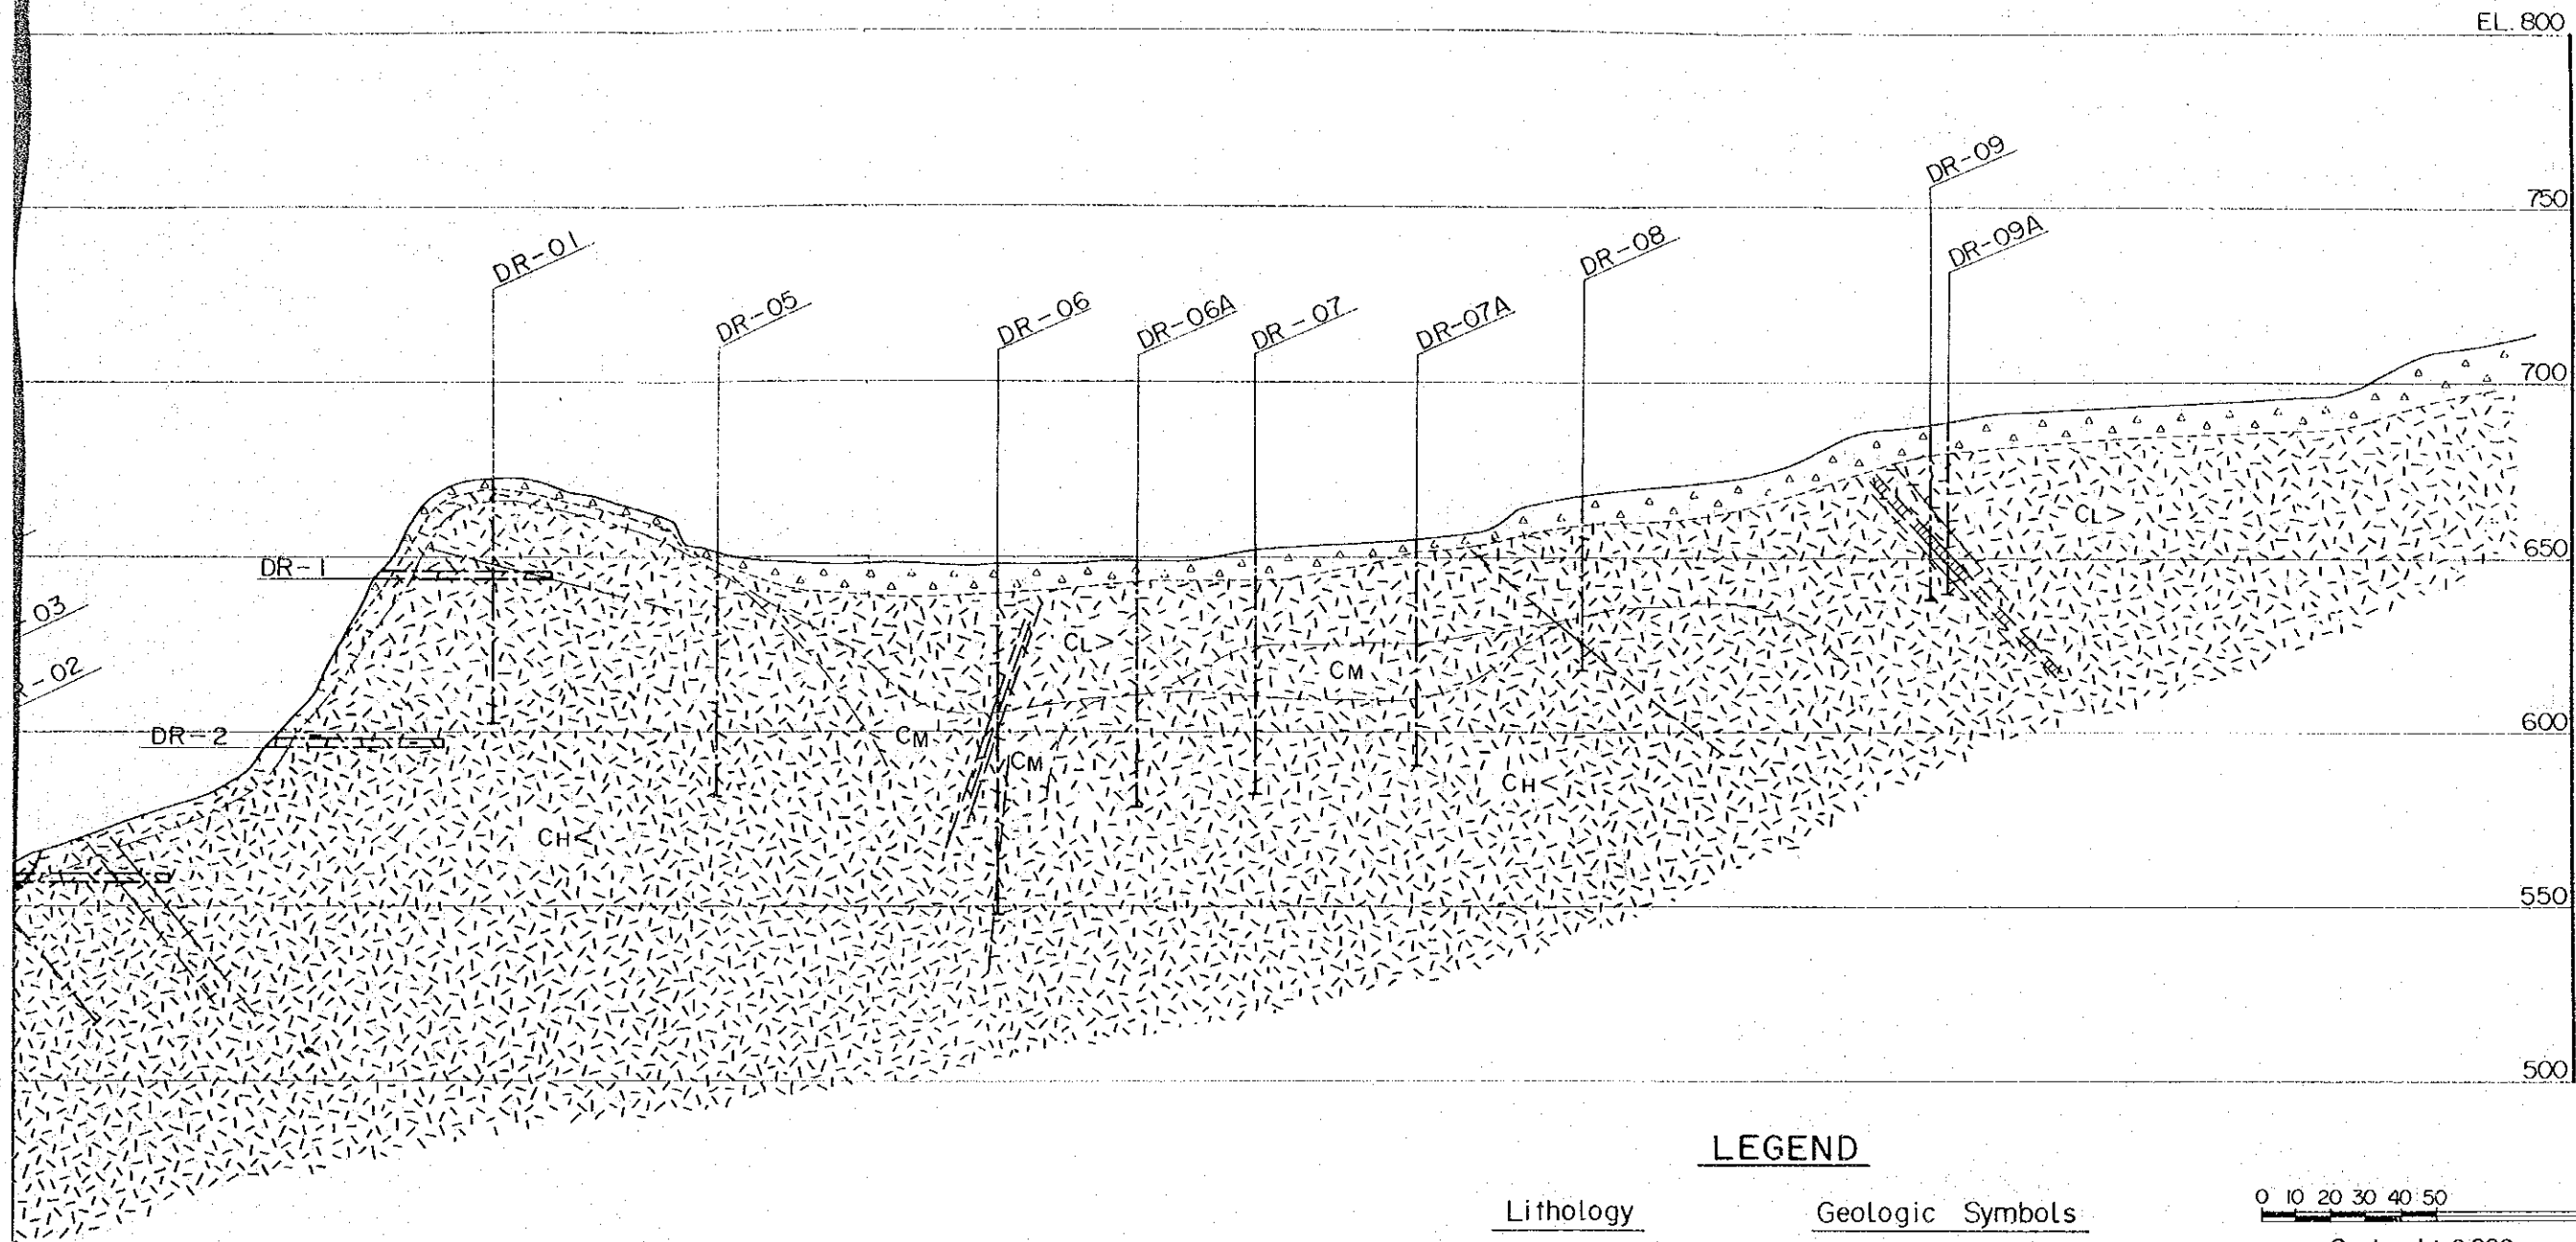 EL. 800
DR-09
750
DR-09A
DR-01
DR-08
DR-05
DR-06
DR-06A
DR-07
DR-07A
700
CL>
650
DR-1
-03
CL>
CM
-02
600
DR-2
CM
CM
CH<
CH<
550
500
LEGEND
Lithology
Geologic Symbols
0 10 20 30 40 50